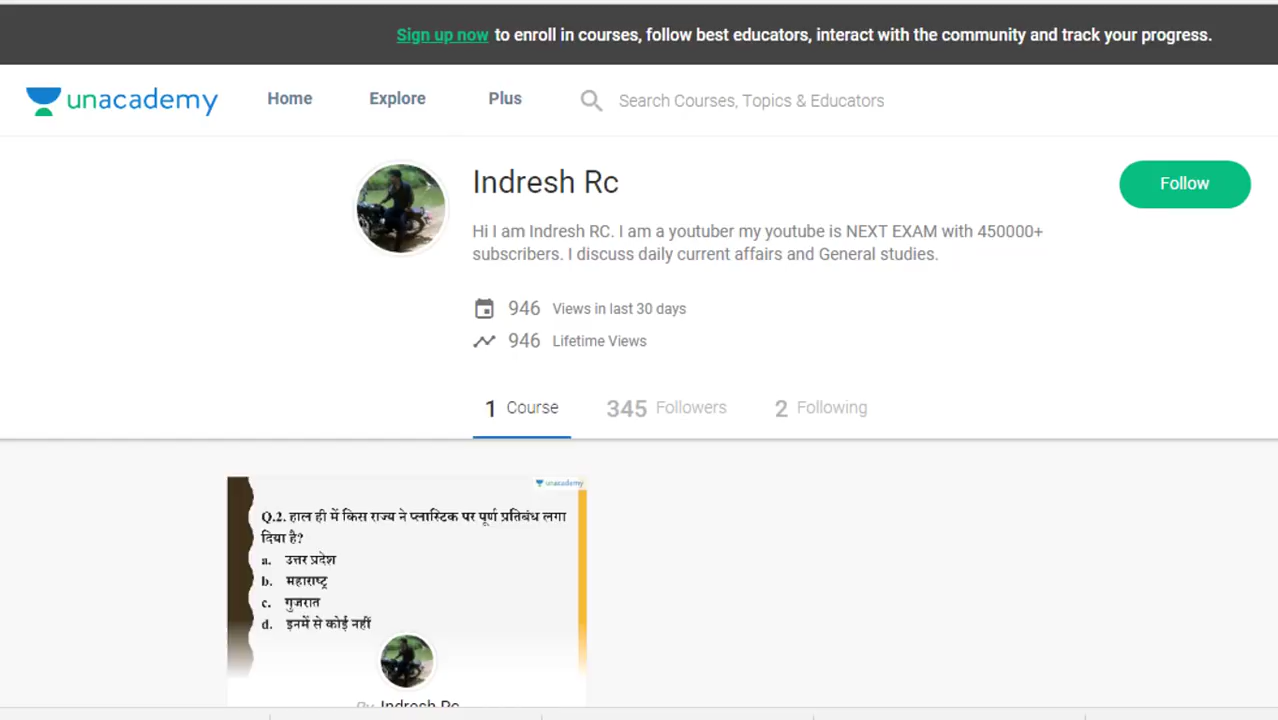 Sign up now to enroll in courses, follow best educators, interact with the community and track your progress.
unacademy Home Explore Plus Search Courses, Topics & Educators
Indresh Rc
Follow
Hi I am Indresh RC. I am a youtuber my youtube is NEXT EXAM with 450000+
subscribers. I discuss daily current affairs and General studies.
946 Views in last 30 days
946 Lifetime Views
1 Course 345 Followers 2 Following
unacademy
Q.2. हाल ही में किस राज्य ने प्लास्टिक पर पूर्ण प्रतिबंध लगा
दिया है?
a. उत्तर प्रदेश
b. महाराष्ट्र
c. गुजरात
d. इनमें से कोई नहीं
By Indresh Rc